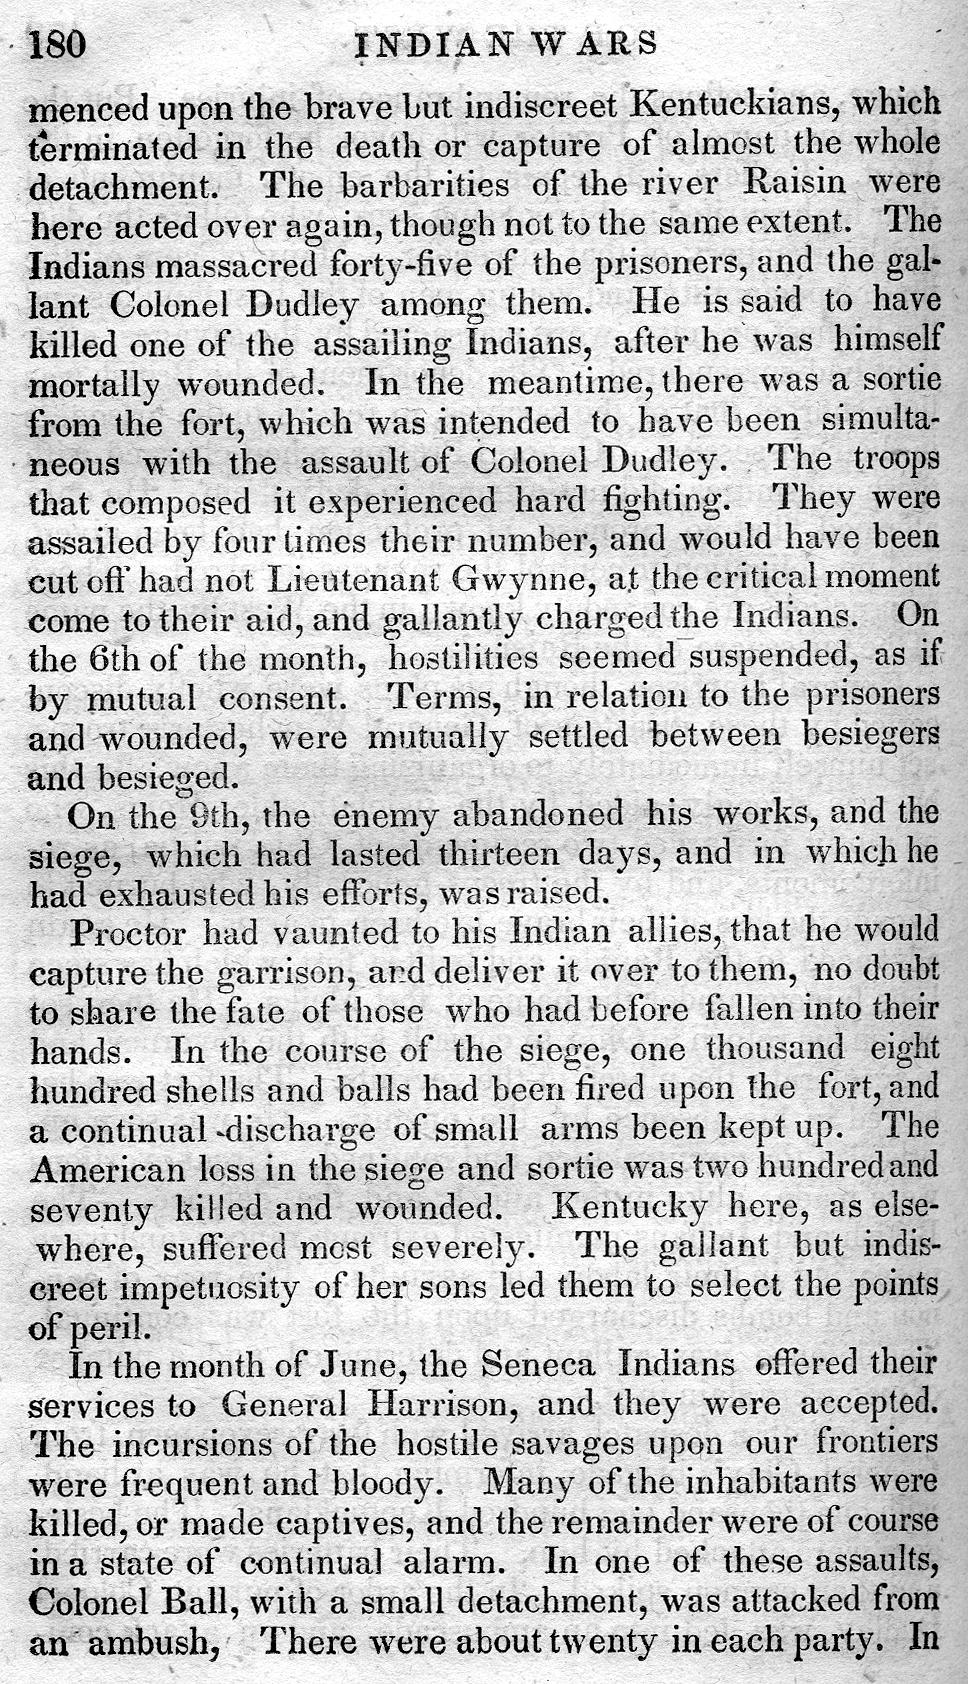 180 INDIAN WARS
menced upon the brave but indiscreet Kentuckians, which
terminated in the death or capture of almost the whole
detachment. The barbarities of the river Raisin were
here acted over again, though not to the same extent. The
Indians massacred forty-five of the prisoners, and the gal-
lant Colonel Dudley among them. He is said to have
killed one of the assailing Indians, after he was himself
mortally wounded. In the meantime, there was a sortie
from the fort, which was intended to have been simulta-
neous with the assault of Colonel Dudley. The troops
that composed it experienced hard fighting. They were
assailed by four times their number, and would have been
cut off had not Lieutenant Gwynne, at the critical moment
come to their aid, and gallantly charged the Indians. On
the 6th of the month, hostilities seemed suspended, as if
by mutual consent. Terms, in relation to the prisoners
and wounded, were mutually settled between besiegers
and besieged.
On the 9th, the enemy abandoned his works, and the
siege, which had lasted thirteen days, and in which he
had exhausted his efforts, was raised.
Proctor had vaunted to his Indian allies, that he would
capture the garrison, and deliver it over to them, no doubt
to share the fate of those who had before fallen into their
hands. In the course of the siege, one thousand eight
hundred shells and balls had been fired upon the fort, and
a continual discharge of small arms been kept up. The
American loss in the siege and sortie was two hundred and
seventy killed and wounded. Kentucky here, as else-
where, suffered most severely. The gallant but indis-
creet impetuosity of her sons led them to select the points
of peril.
In the month of June, the Seneca Indians offered their
services to General Harrison, and they were accepted.
The incursions of the hostile savages upon our frontiers
were frequent and bloody. Many of the inhabitants were
killed, or made captives, and the remainder were of course
in a state of continual alarm. In one of these assaults,
Colonel Ball, with a small detachment, was attacked from
an ambush, There were about twenty in each party. In